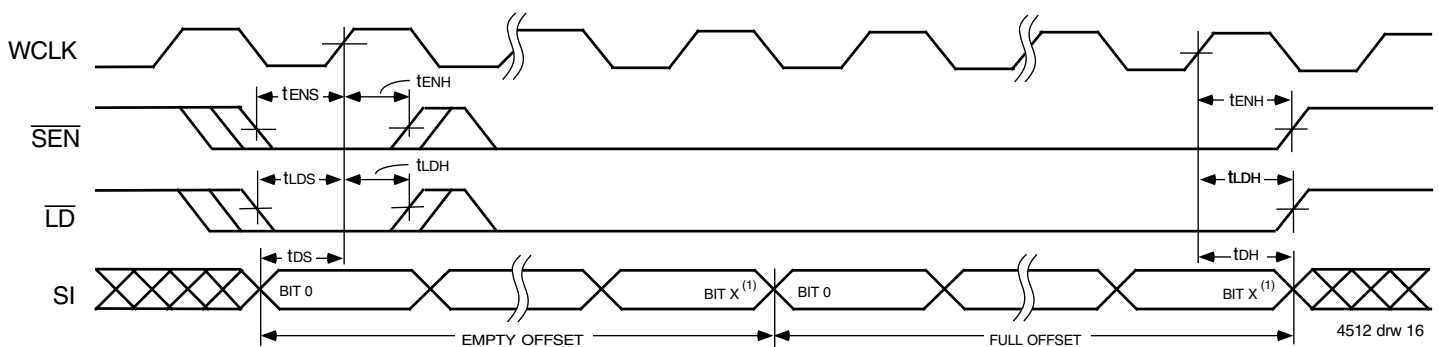 WCLK
tENS
tENH
tENH
SEN
tLDS
tLDH
tLDH
LD
tDS
tDH
SI
BIT 0
BIT X (1)
BIT 0
BIT X (1)
EMPTY OFFSET
FULL OFFSET
4512 drw 16